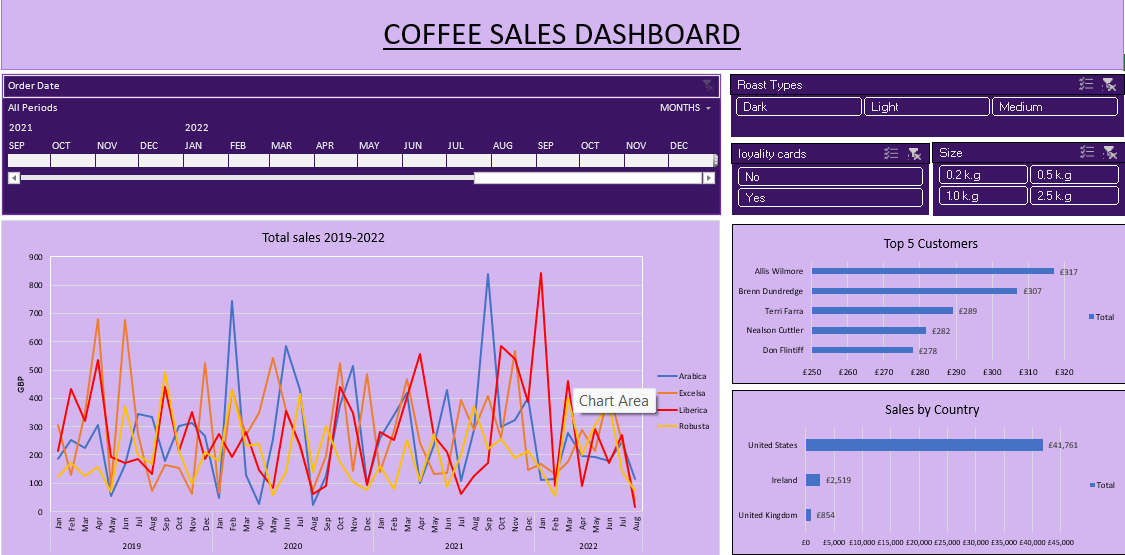 COFFEE SALES DASHBOARD
Order Date
All Periods MONTHS
2021 2022
SEP OCT NOV DEC JAN FEB MAR APR MAY JUN JUL AUG SEP OCT NOV DEC
Roast Types
Dark Light Medium
loyality cards
No
Yes
Size
0.2 k.g 0.5 k.g
1.0 k.g 2.5 k.g
Total sales 2019-2022
900
800
700
600
500
400
300
200
100
0
GBP
Jan Feb Mar Apr May Jun Jul Aug Sep Oct Nov Dec Jan Feb Mar Apr May Jun Jul Aug Sep Oct Nov Dec Jan Feb Mar Apr May Jun Jul Aug Sep Oct Nov Dec Jan Feb Mar Apr May Jun Jul Aug
2019 2020 2021 2022
Arabica
Excelsa
Liberica
Robusta
Chart Area
Top 5 Customers
Allis Wilmore £317
Brenn Dundredge £307
Terri Farra £289
Nealson Cuttler £282
Don Flintiff £278
Total
£250 £260 £270 £280 £290 £300 £310 £320
Sales by Country
United States £41,761
Ireland £2,519
United Kingdom £854
Total
£0 £5,000 £10,000 £15,000 £20,000 £25,000 £30,000 £35,000 £40,000 £45,000